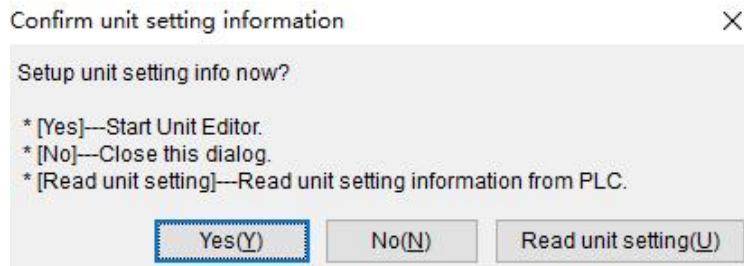 Confirm unit setting information
Setup unit setting info now?
* [Yes]---Start Unit Editor.
* [No]---Close this dialog.
* [Read unit setting]---Read unit setting information from PLC.
Yes(Y) No(N) Read unit setting(U)